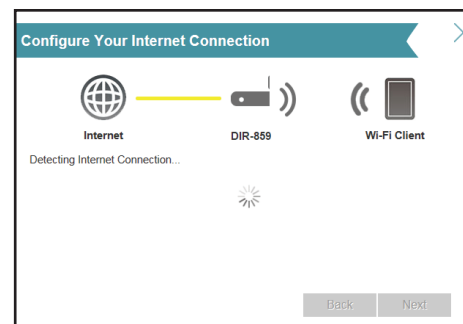 Configure Your Internet Connection
Internet DIR-859 Wi-Fi Client
Detecting Internet Connection...
Back Next